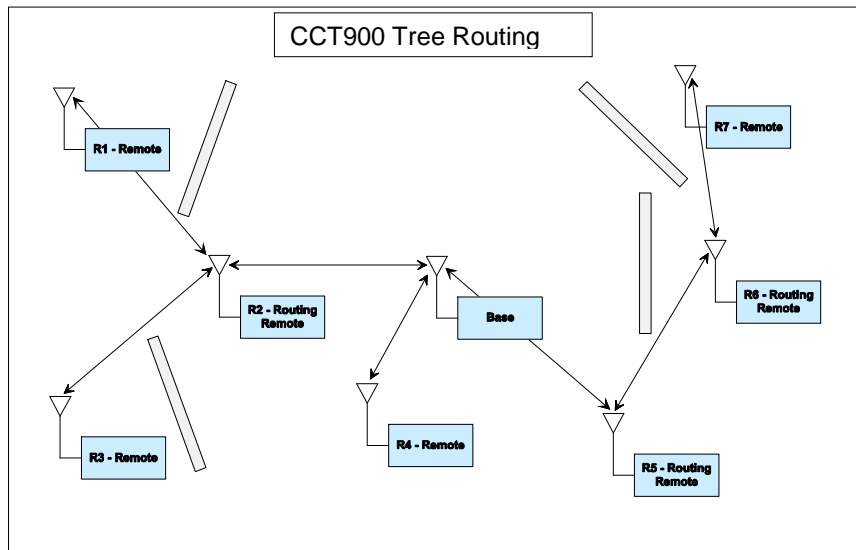 CCT900 Tree Routing
R1 - Remote
R7 - Remote
R2 - Routing
Remote
Base
R6 - Routing
Remote
R3 - Remote
R4 - Remote
R5 - Routing
Remote